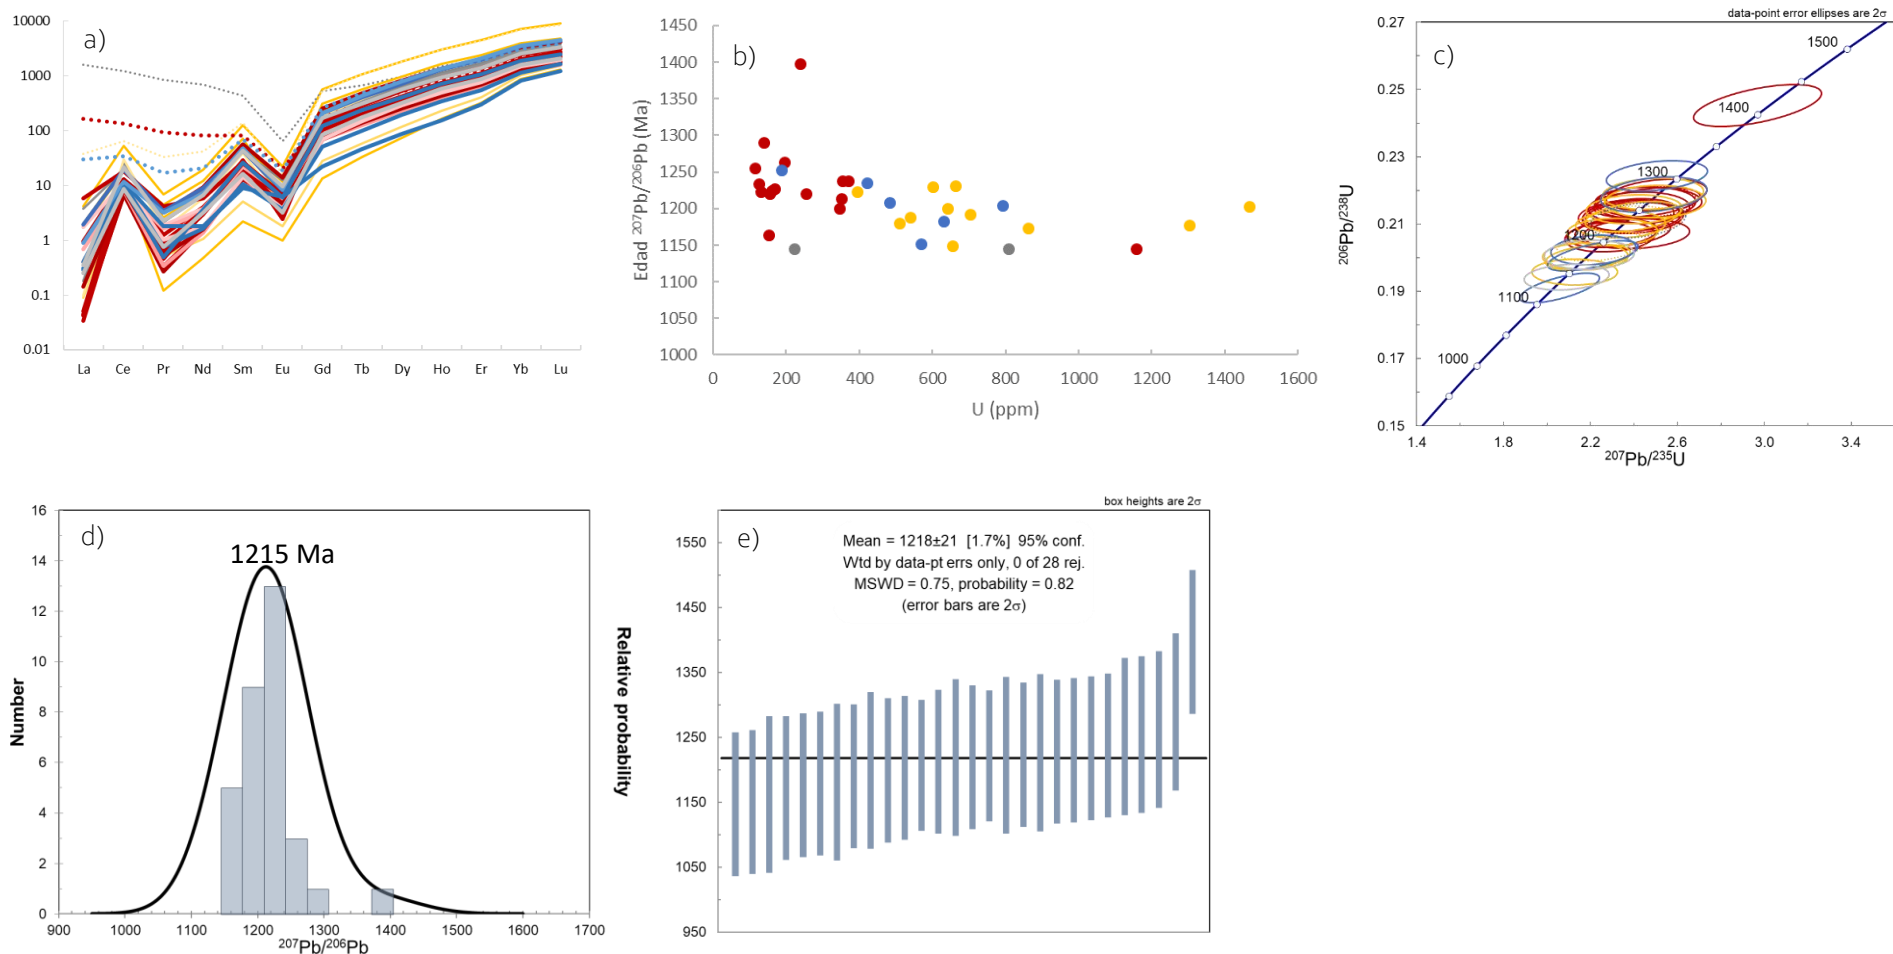 a)
10000
1000
100
10
1
0.1
0.01
La Ce Pr Nd Sm Eu Gd Tb Dy Ho Er Yb Lu
b)
Edad ²⁰⁷Pb/²⁰⁶Pb (Ma)
1450
1400
1350
1300
1250
1200
1150
1100
1050
1000
0 200 400 600 800 1000 1200 1400 1600
U (ppm)
c)
data-point error ellipses are 2σ
²⁰⁶Pb/²³⁸U
0.27
0.25
0.23
0.21
0.19
0.17
0.15
1500
1400
1300
1200
1100
1000
1.4 1.8 2.2 2.6 3.0 3.4
²⁰⁷Pb/²³⁵U
d)
1215 Ma
Number
16
14
12
10
8
6
4
2
0
900 1000 1100 1200 1300 1400 1500 1600 1700
²⁰⁷Pb/²⁰⁶Pb
Relative probability
e)
box heights are 2σ
Mean = 1218±21 [1.7%] 95% conf.
Wtd by data-pt errs only, 0 of 28 rej.
MSWD = 0.75, probability = 0.82
(error bars are 2σ)
1550
1450
1350
1250
1150
1050
950